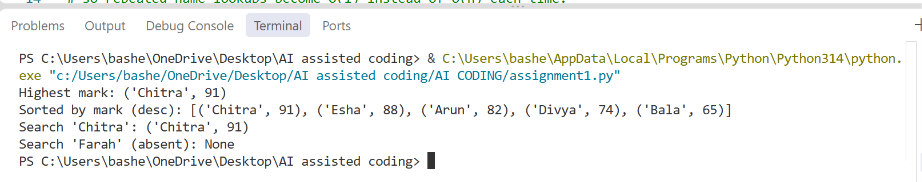 14 # so repeated name lookups become O(1) instead of O(n) each time.
Problems Output Debug Console Terminal Ports
PS C:\Users\bashe\OneDrive\Desktop\AI assisted coding> & C:\Users\bashe\AppData\Local\Programs\Python\Python314\python.
exe "c:/Users/bashe/OneDrive/Desktop/AI assisted coding/AI CODING/assignment1.py"
Highest mark: ('Chitra', 91)
Sorted by mark (desc): [('Chitra', 91), ('Esha', 88), ('Arun', 82), ('Divya', 74), ('Bala', 65)]
Search 'Chitra': ('Chitra', 91)
Search 'Farah' (absent): None
PS C:\Users\bashe\OneDrive\Desktop\AI assisted coding>